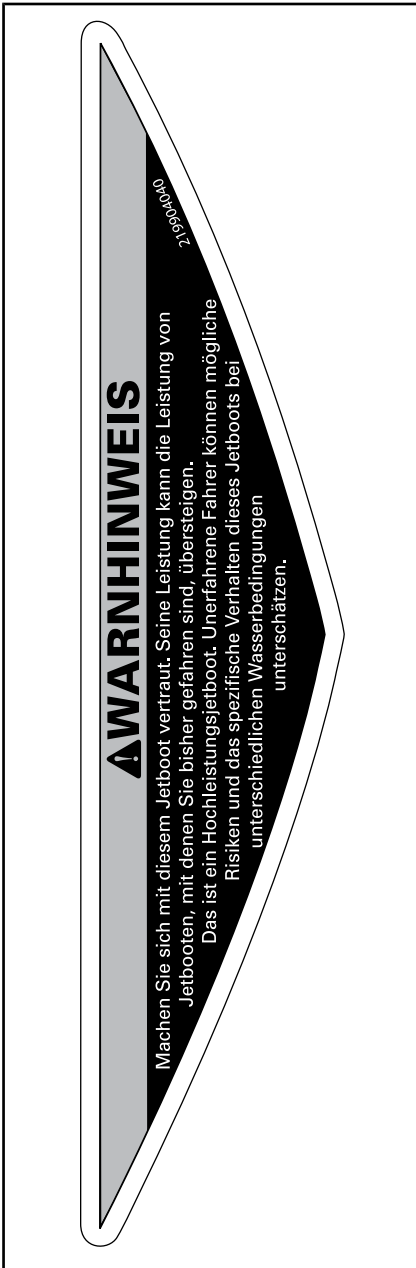 ⚠WARNHINWEIS
Machen Sie sich mit diesem Jetboot vertraut. Seine Leistung kann die Leistung von
Jetbooten, mit denen Sie bisher gefahren sind, übersteigen.
Das ist ein Hochleistungsjetboot. Unerfahrene Fahrer können mögliche
Risiken und das spezifische Verhalten dieses Jetboots bei
unterschiedlichen Wasserbedingungen
unterschätzen.
219904040